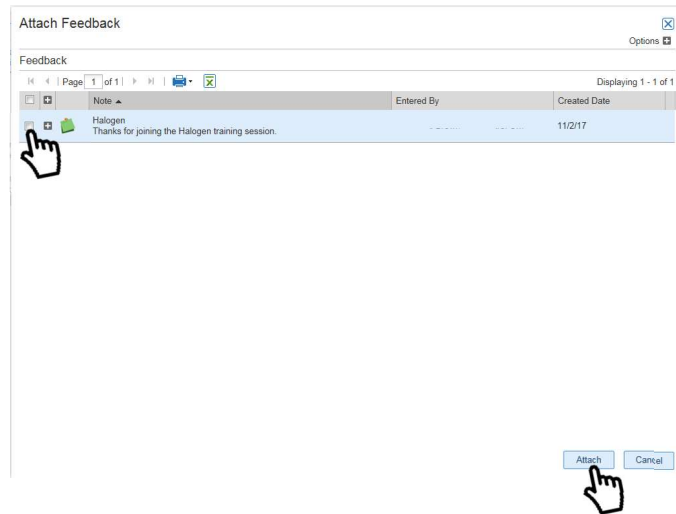 Attach Feedback
Options
Feedback
Page 1 of 1
Displaying 1 - 1 of 1
Note
Entered By
Created Date
Halogen
Thanks for joining the Halogen training session.
11/2/17
Attach
Cancel